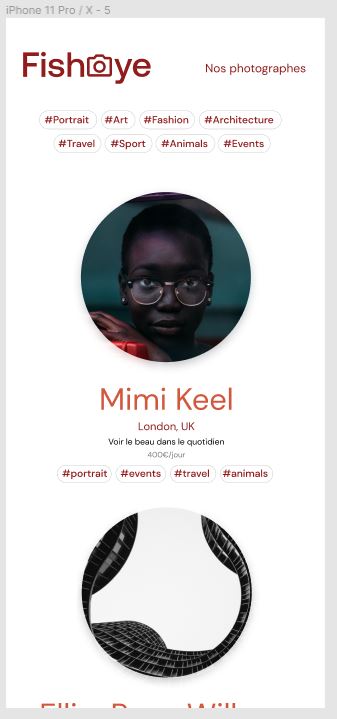 iPhone 11 Pro / X - 5
Fisheye
Nos photographes
#Portrait #Art #Fashion #Architecture
#Travel #Sport #Animals #Events
Mimi Keel
London, UK
Voir le beau dans le quotidien
400€/jour
#portrait #events #travel #animals